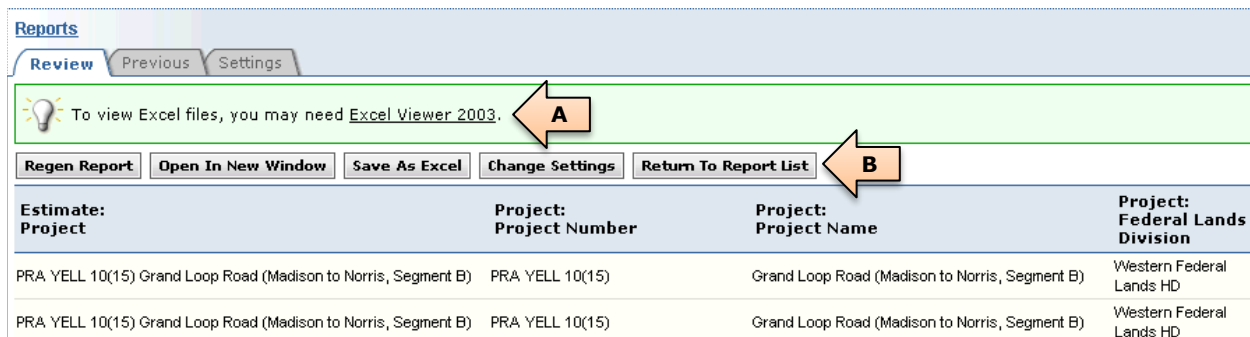 Reports
Review Previous Settings
To view Excel files, you may need Excel Viewer 2003. A
Regen Report Open In New Window Save As Excel Change Settings Return To Report List B
Estimate: Project: Project: Project:
Project Project Number Project Name Federal Lands
Division
PRA YELL 10(15) Grand Loop Road (Madison to Norris, Segment B) PRA YELL 10(15) Grand Loop Road (Madison to Norris, Segment B) Western Federal
Lands HD
PRA YELL 10(15) Grand Loop Road (Madison to Norris, Segment B) PRA YELL 10(15) Grand Loop Road (Madison to Norris, Segment B) Western Federal
Lands HD